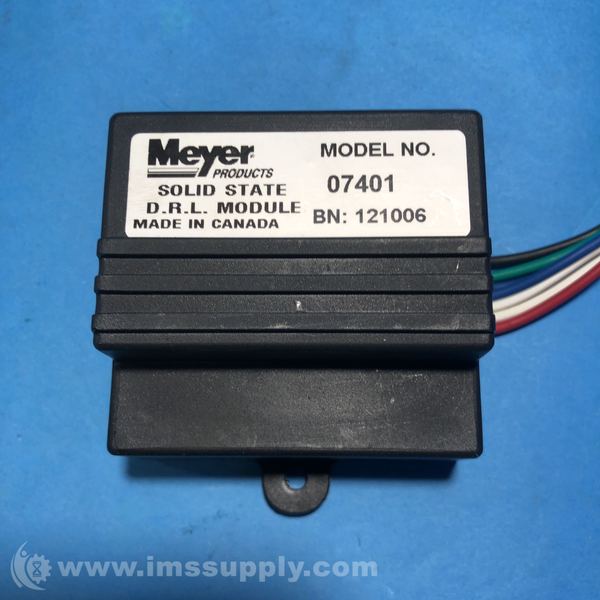 Meyer
PRODUCTS
SOLID STATE
D.R.L. MODULE
MADE IN CANADA
MODEL NO.
07401
BN: 121006
www.imssupply.com